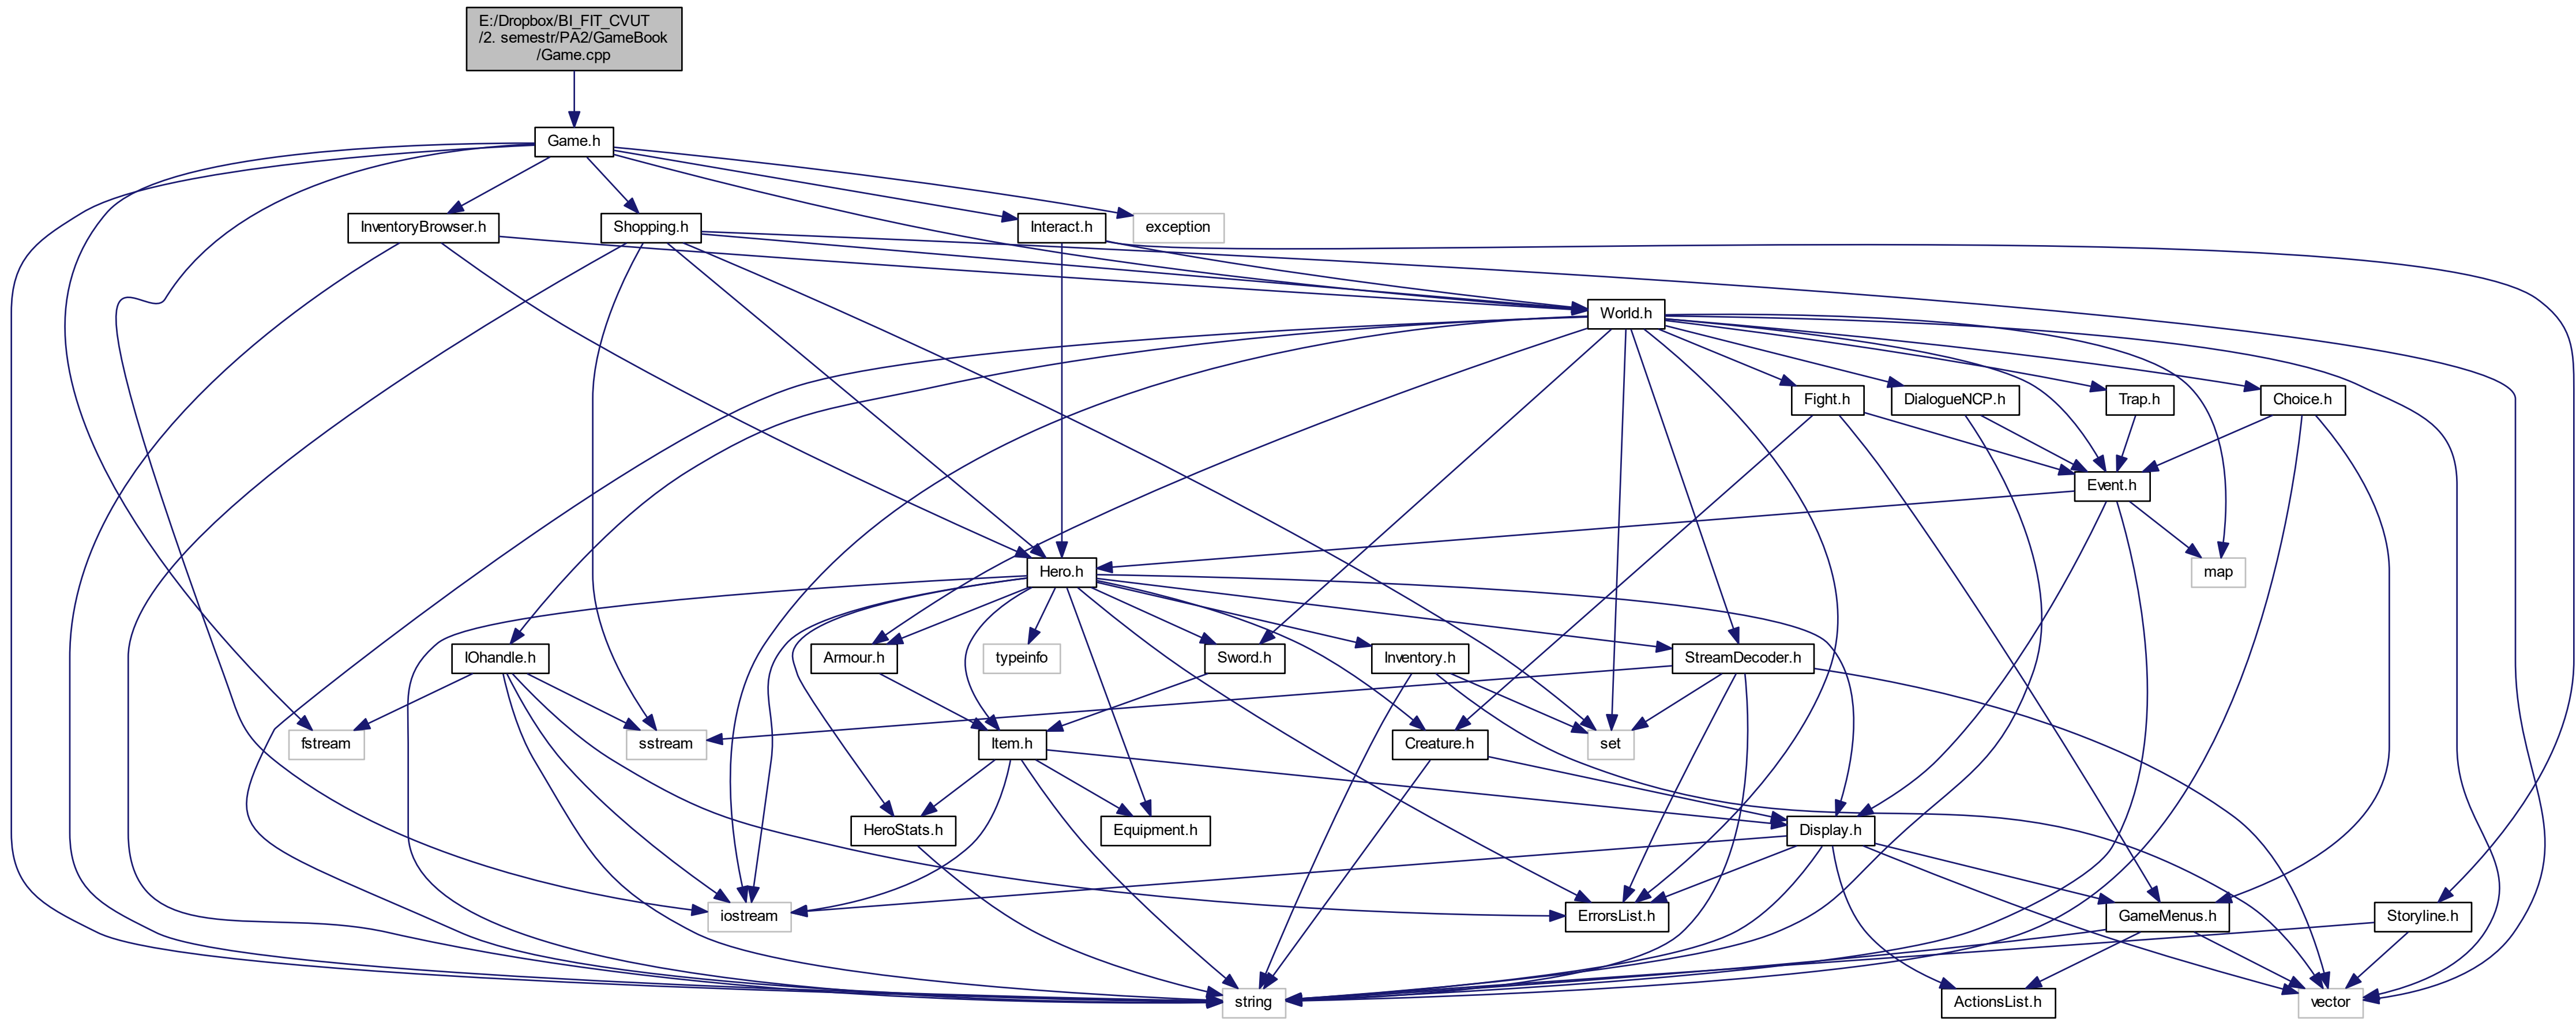 E:/Dropbox/BI_FIT_CVUT
/2. semestr/PA2/GameBook
/Game.cpp
Game.h
InventoryBrowser.h
Shopping.h
Interact.h
exception
World.h
Fight.h
DialogueNCP.h
Trap.h
Choice.h
Event.h
Hero.h
map
IOhandle.h
Armour.h
typeinfo
Sword.h
Inventory.h
StreamDecoder.h
fstream
sstream
Item.h
Creature.h
set
HeroStats.h
Equipment.h
Display.h
iostream
ErrorsList.h
GameMenus.h
Storyline.h
string
ActionsList.h
vector